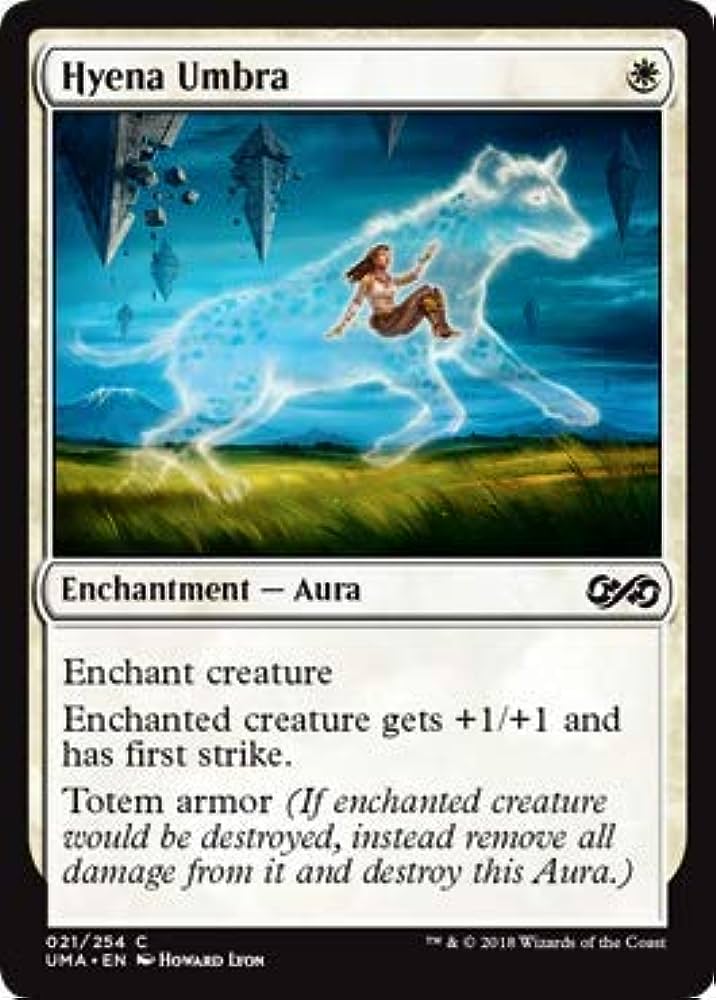 Hyena Umbra
Enchantment — Aura
Enchant creature
Enchanted creature gets +1/+1 and
has first strike.
Totem armor (If enchanted creature
would be destroyed, instead remove all
damage from it and destroy this Aura.)
021/254 C
™ & © 2018 Wizards of the Coast
UMA • EN Howard Lyon